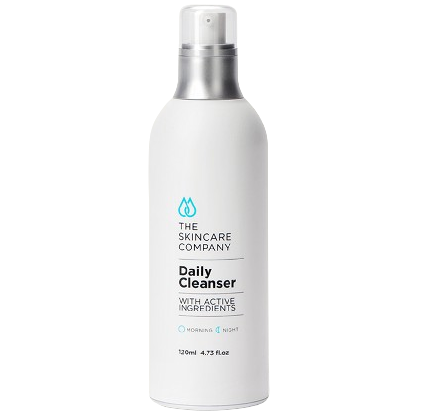 THE
SKINCARE
COMPANY
Daily
Cleanser
WITH ACTIVE
INGREDIENTS
MORNING NIGHT
120ml 4.73 fl.oz